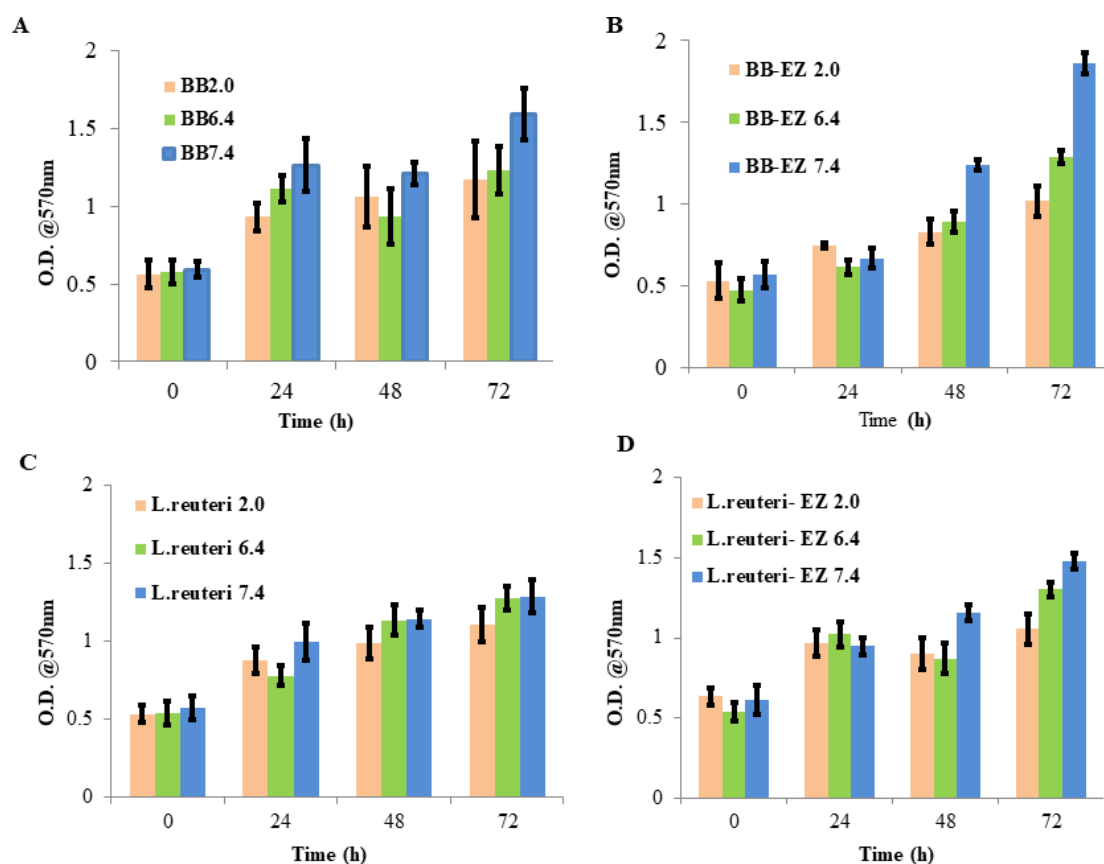 A
2
BB2.0
BB6.4
BB7.4
1.5
1
0.5
0
O.D. @570nm
0 24 48 72
Time (h)
B
2
BB-EZ 2.0
BB-EZ 6.4
BB-EZ 7.4
1.5
1
0.5
0
O.D. @570nm
0 24 48 72
Time (h)
C
2
L.reuteri 2.0
L.reuteri 6.4
L.reuteri 7.4
1.5
1
0.5
0
O.D. @570nm
0 24 48 72
Time (h)
D
2
L.reuteri- EZ 2.0
L.reuteri- EZ 6.4
L.reuteri- EZ 7.4
1.5
1
0.5
0
O.D. @570nm
0 24 48 72
Time (h)